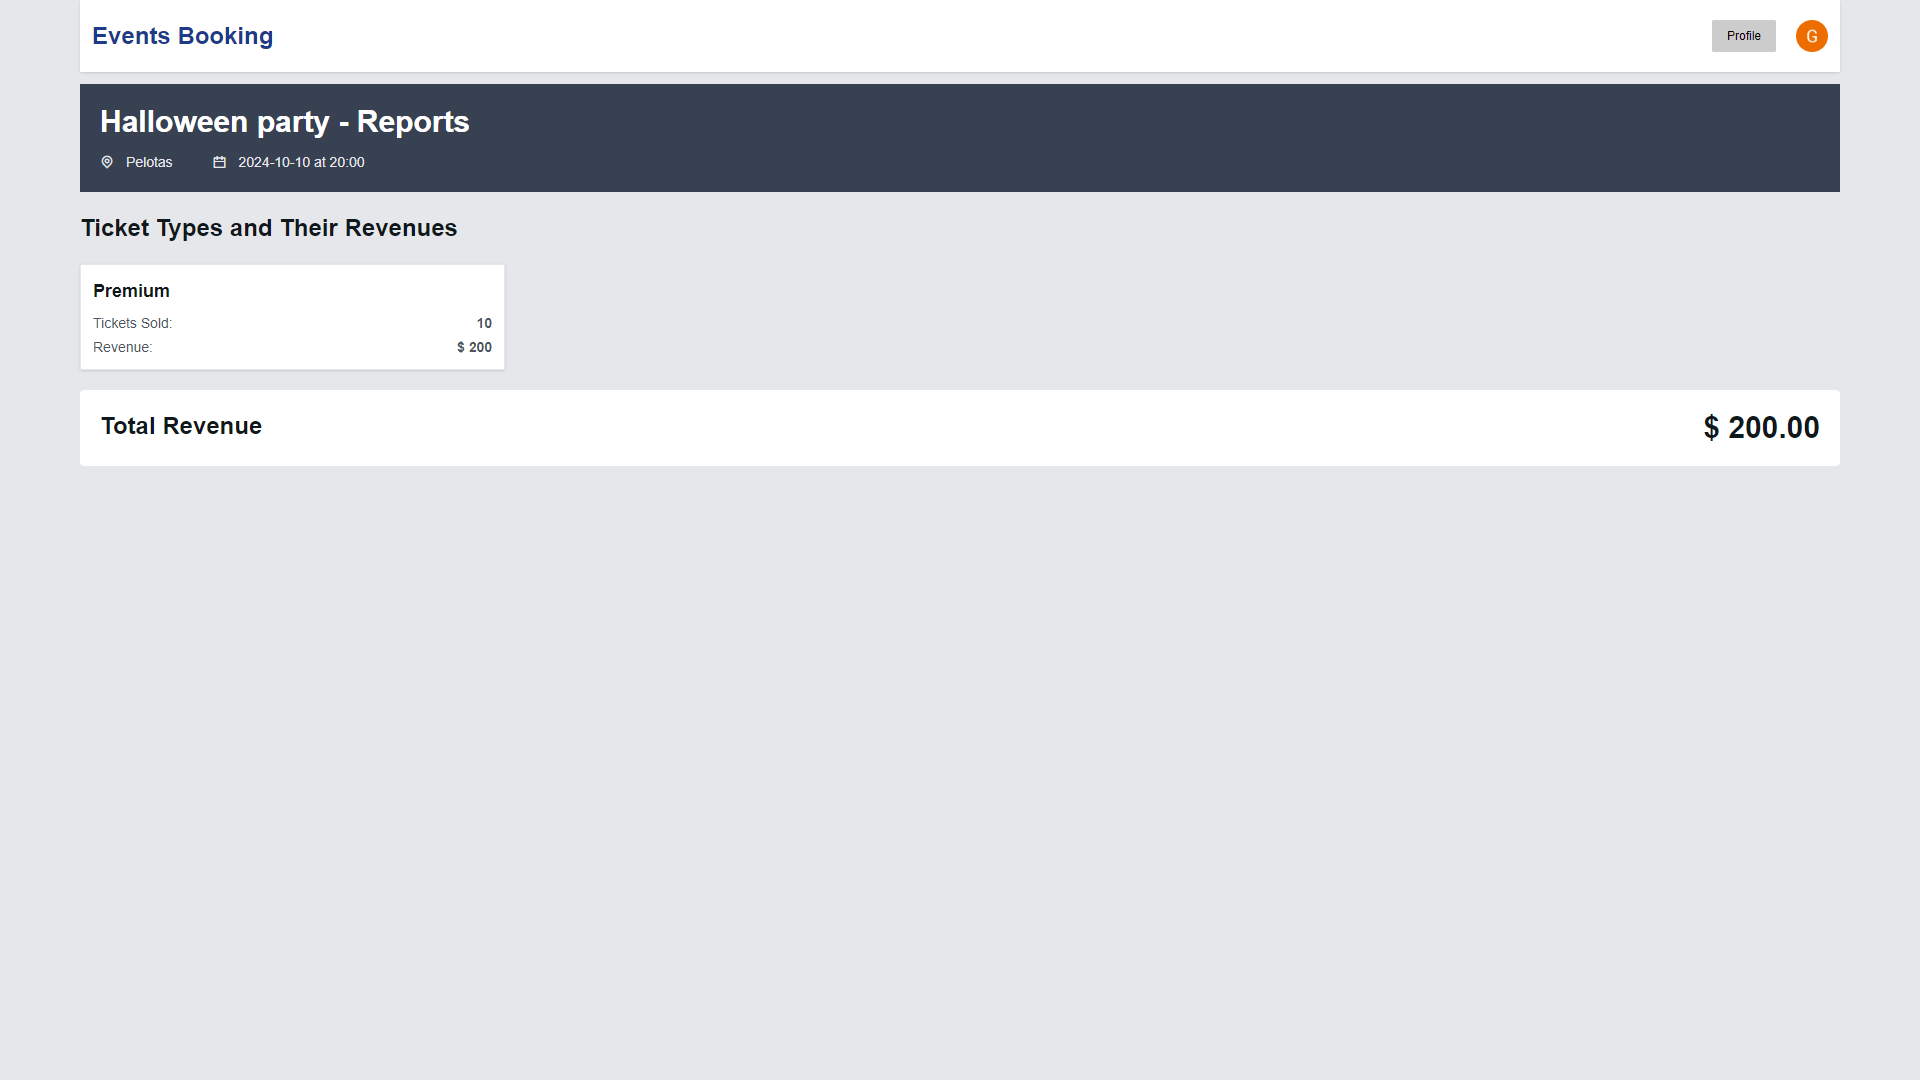 Events Booking
Profile
G
Halloween party - Reports
Pelotas
2024-10-10 at 20:00
Ticket Types and Their Revenues
Premium
Tickets Sold: 10
Revenue: $ 200
Total Revenue $ 200.00